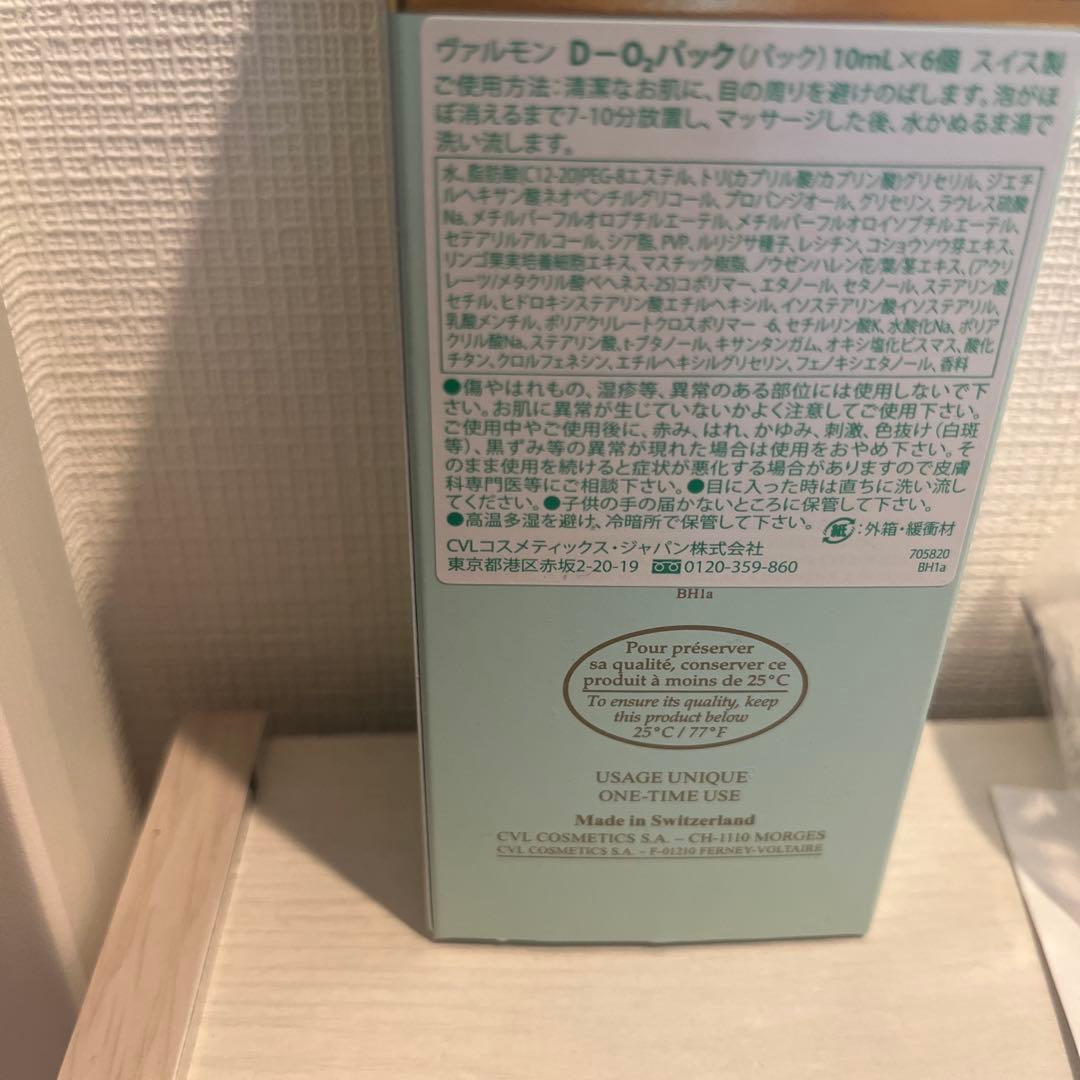 ヴァルモン D－O₂パック(パック) 10mL×6個 スイス製
ご使用方法：清潔なお肌に、目の周りを避けのばします。泡がほ
ぼ消えるまで7-10分放置し、マッサージした後、水かぬるま湯で
洗い流します。
水、脂肪酸(C12-20)PEG-8エステル、トリ(カプリル酸/カプリン酸)グリセリル、ジエチ
ルヘキサン酸ネオペンチルグリコール、プロパンジオール、グリセリン、ラウレス硫酸
Na、メチルパーフルオロブチルエーテル、メチルパーフルオロイソブチルエーテル、
セテアリルアルコール、シア脂、PVP、ルリジサ種子、レシチン、コショウソウ芽エキス、
リンゴ果実培養細胞エキス、マスチック樹脂、ノウゼンハレン花/葉/茎エキス、(アクリ
レーツ/メタクリル酸ベヘネス-25)コポリマー、エタノール、セタノール、ステアリン酸
セチル、ヒドロキシステアリン酸エチルヘキシル、イソステアリン酸イソステアリル、
乳酸メンチル、ポリアクリレートクロスポリマー -6、セチルリン酸K、水酸化Na、ポリア
クリル酸Na、ステアリン酸、t-ブタノール、キサンタンガム、オキシ塩化ビスマス、酸化
チタン、クロルフェネシン、エチルヘキシルグリセリン、フェノキシエタノール、香料
●傷やはれもの、湿疹等、異常のある部位には使用しないで下
さい。お肌に異常が生じていないかよく注意してご使用下さい。
ご使用中やご使用後に、赤み、はれ、かゆみ、刺激、色抜け（白斑
等）、黒ずみ等の異常が現れた場合は使用をおやめ下さい。そ
のまま使用を続けると症状が悪化する場合がありますので皮膚
科専門医等にご相談下さい。●目に入った時は直ちに洗い流し
てください。●子供の手の届かないところに保管して下さい。
●高温多湿を避け、冷暗所で保管して下さい。 紙：外箱・緩衝材
CVLコスメティックス・ジャパン株式会社 705820
東京都港区赤坂2-20-19 0120-359-860 BH1a
BH1a
Pour préserver
sa qualité, conserver ce
produit à moins de 25°C
To ensure its quality, keep
this product below
25°C / 77°F
USAGE UNIQUE
ONE-TIME USE
Made in Switzerland
CVL COSMETICS S.A. – CH-1110 MORGES
CVL COSMETICS S.A. – F-01210 FERNEY-VOLTAIRE